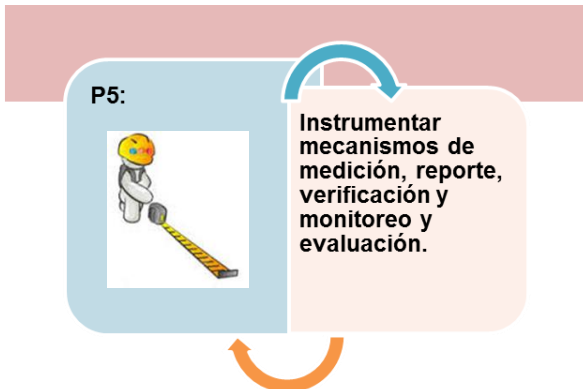 P5:
Instrumentar
mecanismos de
medición, reporte,
verificación y
monitoreo y
evaluación.